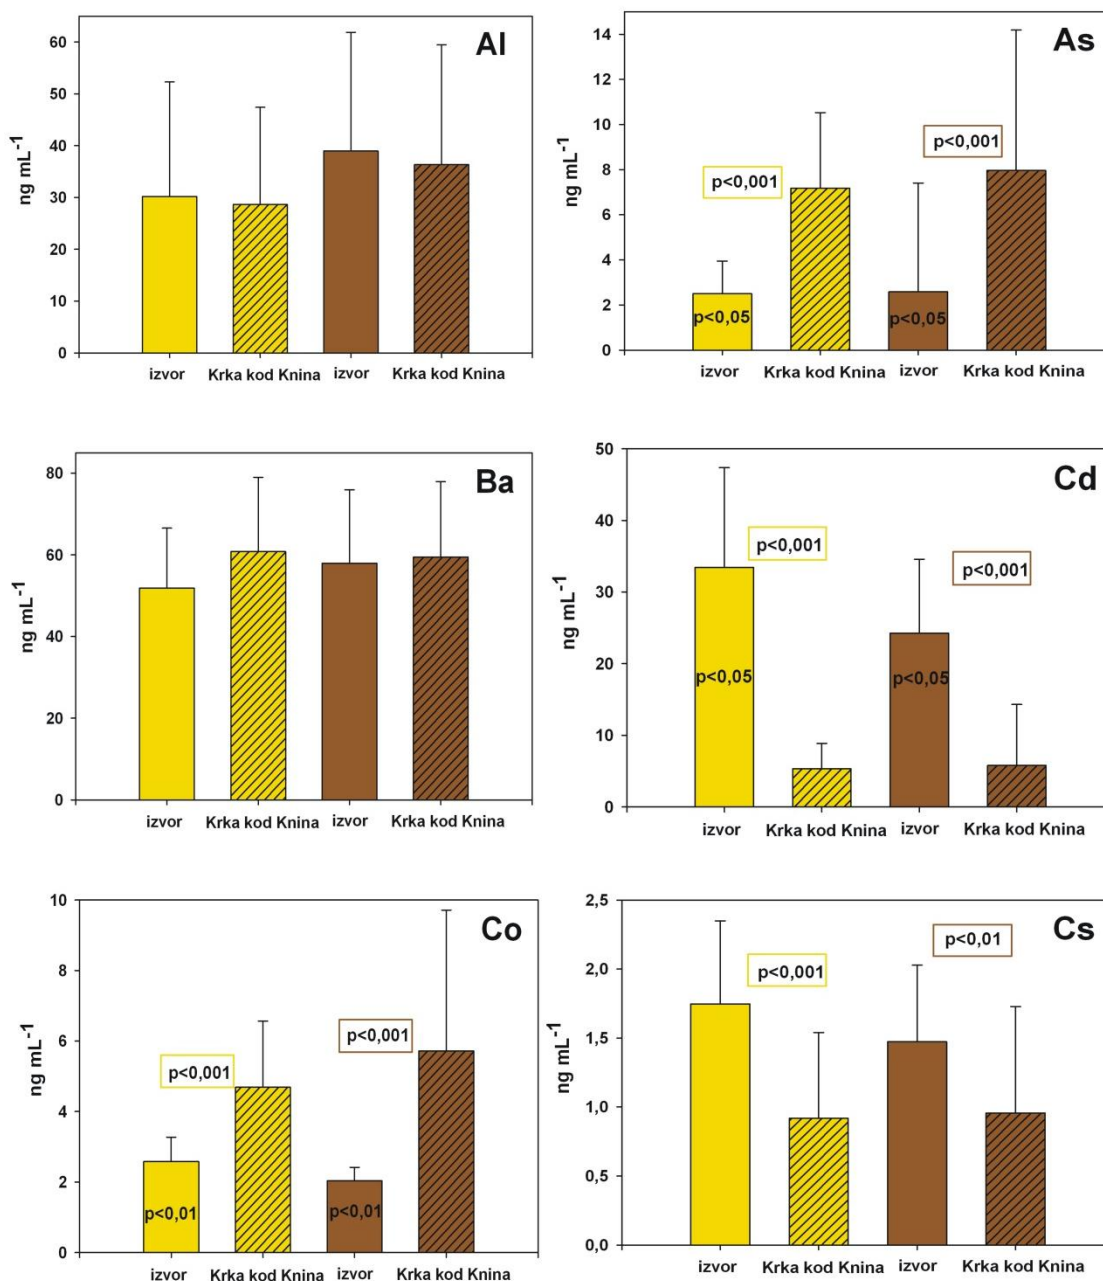 Al
ng mL-1
60
50
40
30
20
10
0
izvor
Krka kod Knina
izvor
Krka kod Knina
As
ng mL-1
14
12
10
8
6
4
2
0
p<0,001
p<0,001
p<0,05
p<0,05
izvor
Krka kod Knina
izvor
Krka kod Knina
Ba
ng mL-1
80
60
40
20
0
izvor
Krka kod Knina
izvor
Krka kod Knina
Cd
ng mL-1
50
40
30
20
10
0
p<0,001
p<0,001
p<0,05
p<0,05
izvor
Krka kod Knina
izvor
Krka kod Knina
Co
ng mL-1
10
8
6
4
2
0
p<0,001
p<0,001
p<0,01
p<0,01
izvor
Krka kod Knina
izvor
Krka kod Knina
Cs
ng mL-1
2,5
2,0
1,5
1,0
0,5
0,0
p<0,01
p<0,001
izvor
Krka kod Knina
izvor
Krka kod Knina